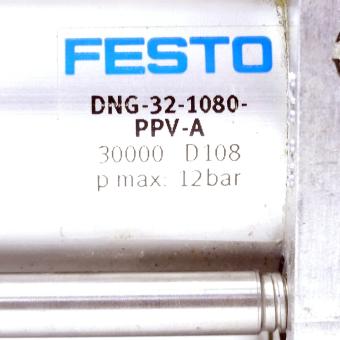 FESTO
DNG-32-1080-
PPV-A
30000 D108
p max: 12bar